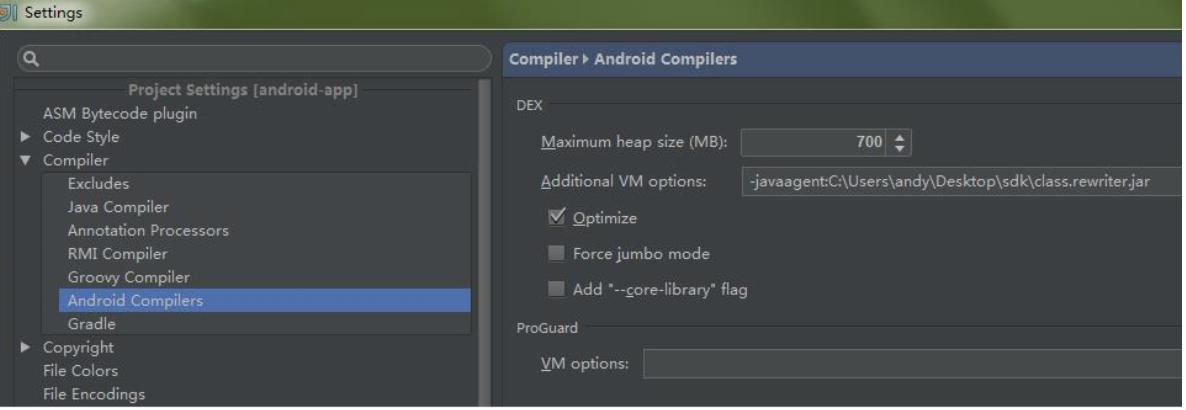 Settings
Project Settings [android-app]
ASM Bytecode plugin
Code Style
Compiler
Excludes
Java Compiler
Annotation Processors
RMI Compiler
Groovy Compiler
Android Compilers
Gradle
Copyright
File Colors
File Encodings
Compiler ▸ Android Compilers
DEX
Maximum heap size (MB): 700
Additional VM options: -javaagent:C:\Users\andy\Desktop\sdk\class.rewriter.jar
Optimize
Force jumbo mode
Add "--core-library" flag
ProGuard
VM options: